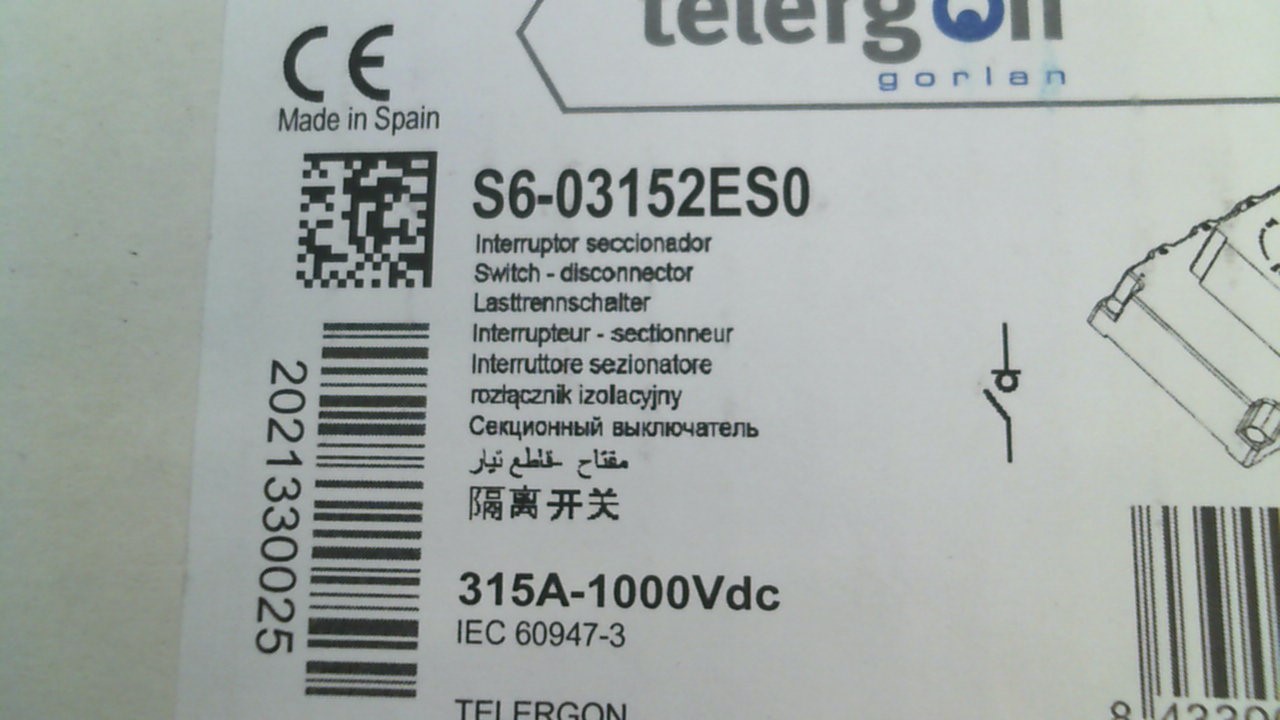 telergon
gorlan
CE
Made in Spain
S6-03152ES0
Interruptor seccionador
Switch - disconnector
Lasttrennschalter
Interrupteur - sectionneur
Interruttore sezionatore
rozłącznik izolacyjny
Секционный выключатель
مفتاح قاطع تيار
隔离开关
2021330025
315A-1000Vdc
IEC 60947-3
TELERGON